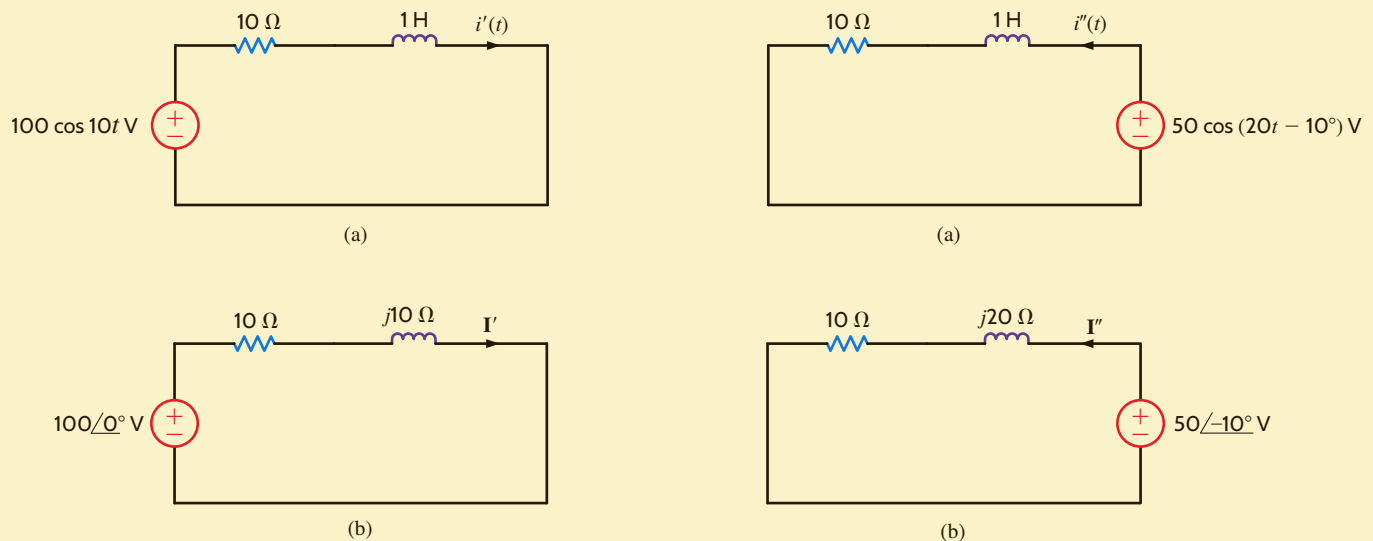 10 Ω
1 H
i′(t)
100 cos 10t V
+
−
(a)
10 Ω
1 H
i″(t)
+
−
50 cos (20t − 10°) V
(a)
10 Ω
j10 Ω
I′
100/0° V
+
−
(b)
10 Ω
j20 Ω
I″
+
−
50/–10° V
(b)